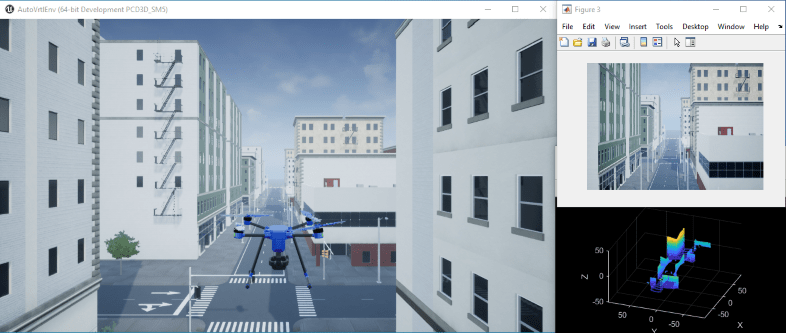 AutoVrtlEnv (64-bit Development PCD3D_SM5)
Figure 3
File Edit View Insert Tools Desktop Window Help
50
0
-50
Z
50
0
-50
Y
50
0
-50
X